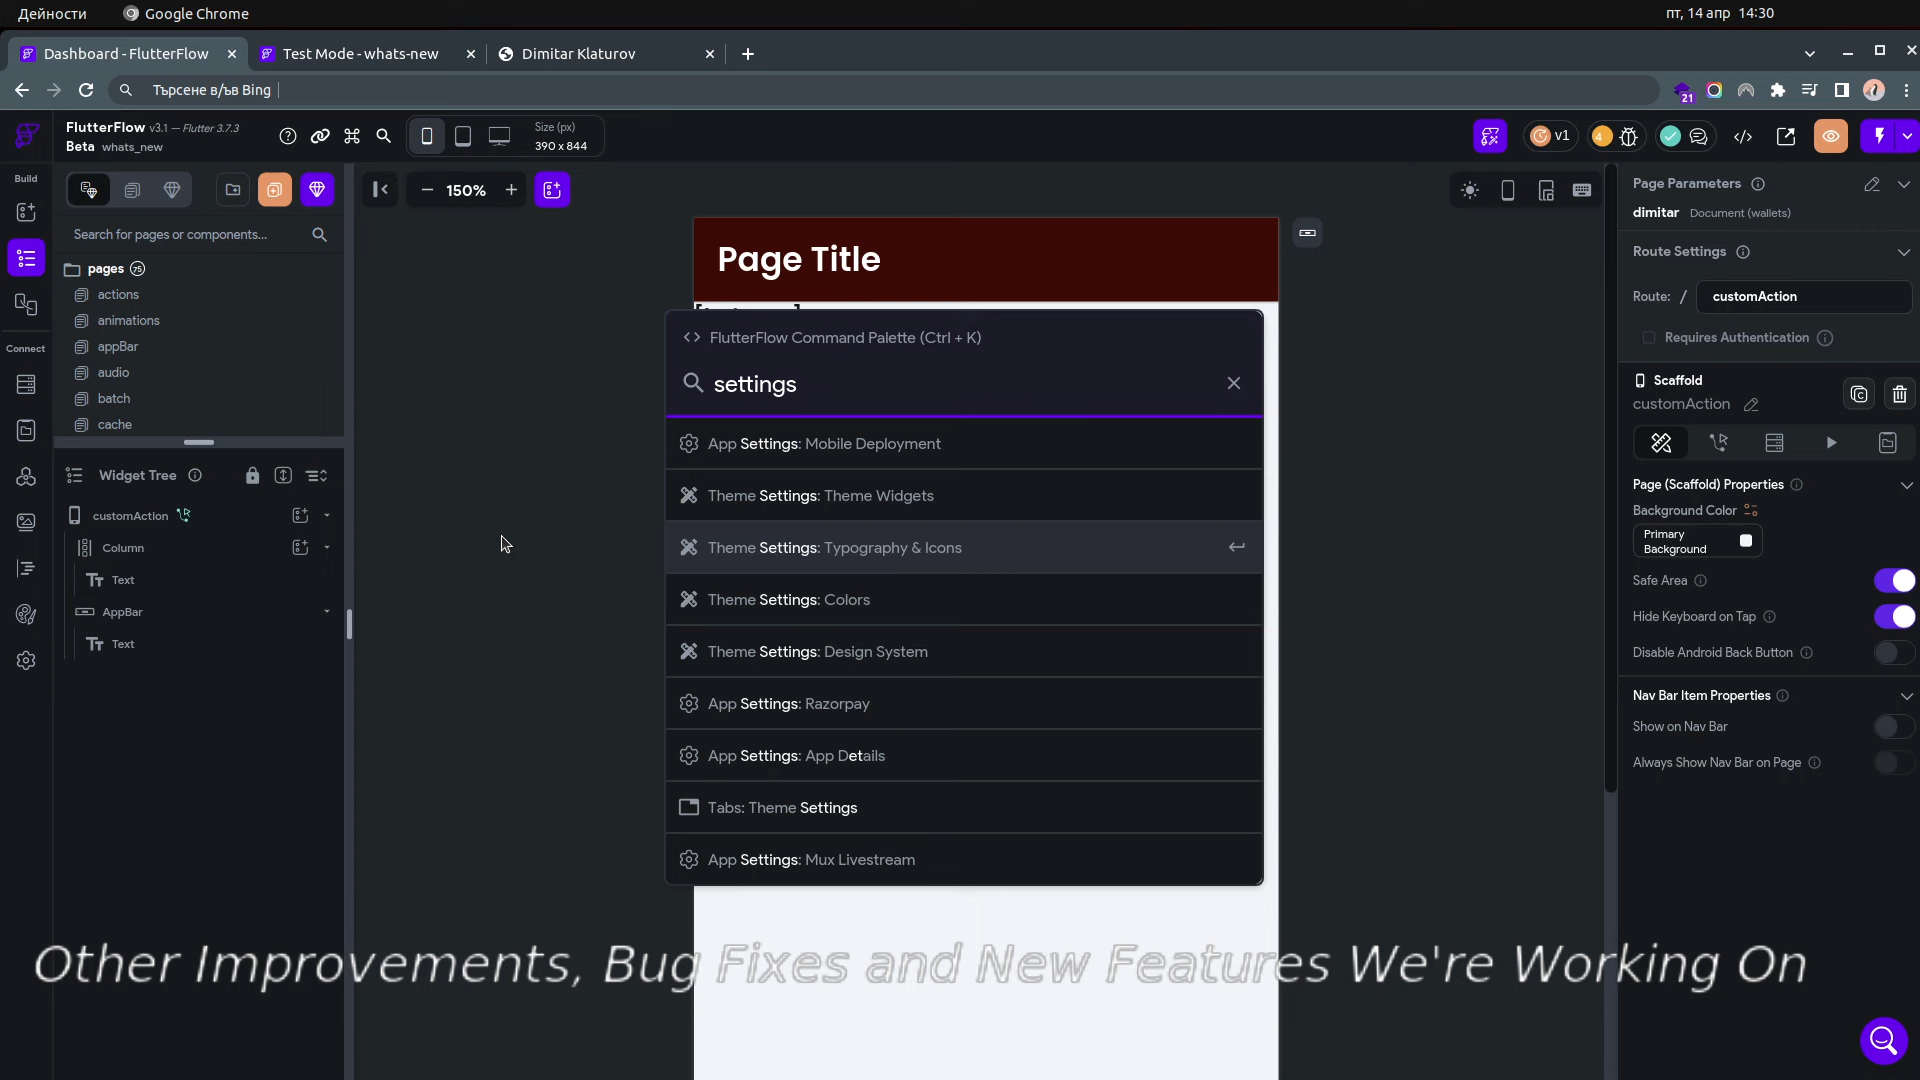 Дейности
Google Chrome
пт, 14 апр 14:30
Dashboard - FlutterFlow
Test Mode - whats-new
Dimitar Klaturov
Търсене в/ъв Bing
21
FlutterFlow v3.1 — Flutter 3.7.3
Beta whats_new
Size (px)
390 x 844
v1
4
Build
Connect
150%
Search for pages or components...
pages 75
actions
animations
appBar
audio
batch
cache
Widget Tree
customAction
Column
Text
AppBar
Text
Page Title
FlutterFlow Command Palette (Ctrl + K)
settings
App Settings: Mobile Deployment
Theme Settings: Theme Widgets
Theme Settings: Typography & Icons
Theme Settings: Colors
Theme Settings: Design System
App Settings: Razorpay
App Settings: App Details
Tabs: Theme Settings
App Settings: Mux Livestream
Page Parameters
dimitar Document (wallets)
Route Settings
Route: / customAction
Requires Authentication
Scaffold
customAction
Page (Scaffold) Properties
Background Color
Primary
Background
Safe Area
Hide Keyboard on Tap
Disable Android Back Button
Nav Bar Item Properties
Show on Nav Bar
Always Show Nav Bar on Page
Other Improvements, Bug Fixes and New Features We're Working On